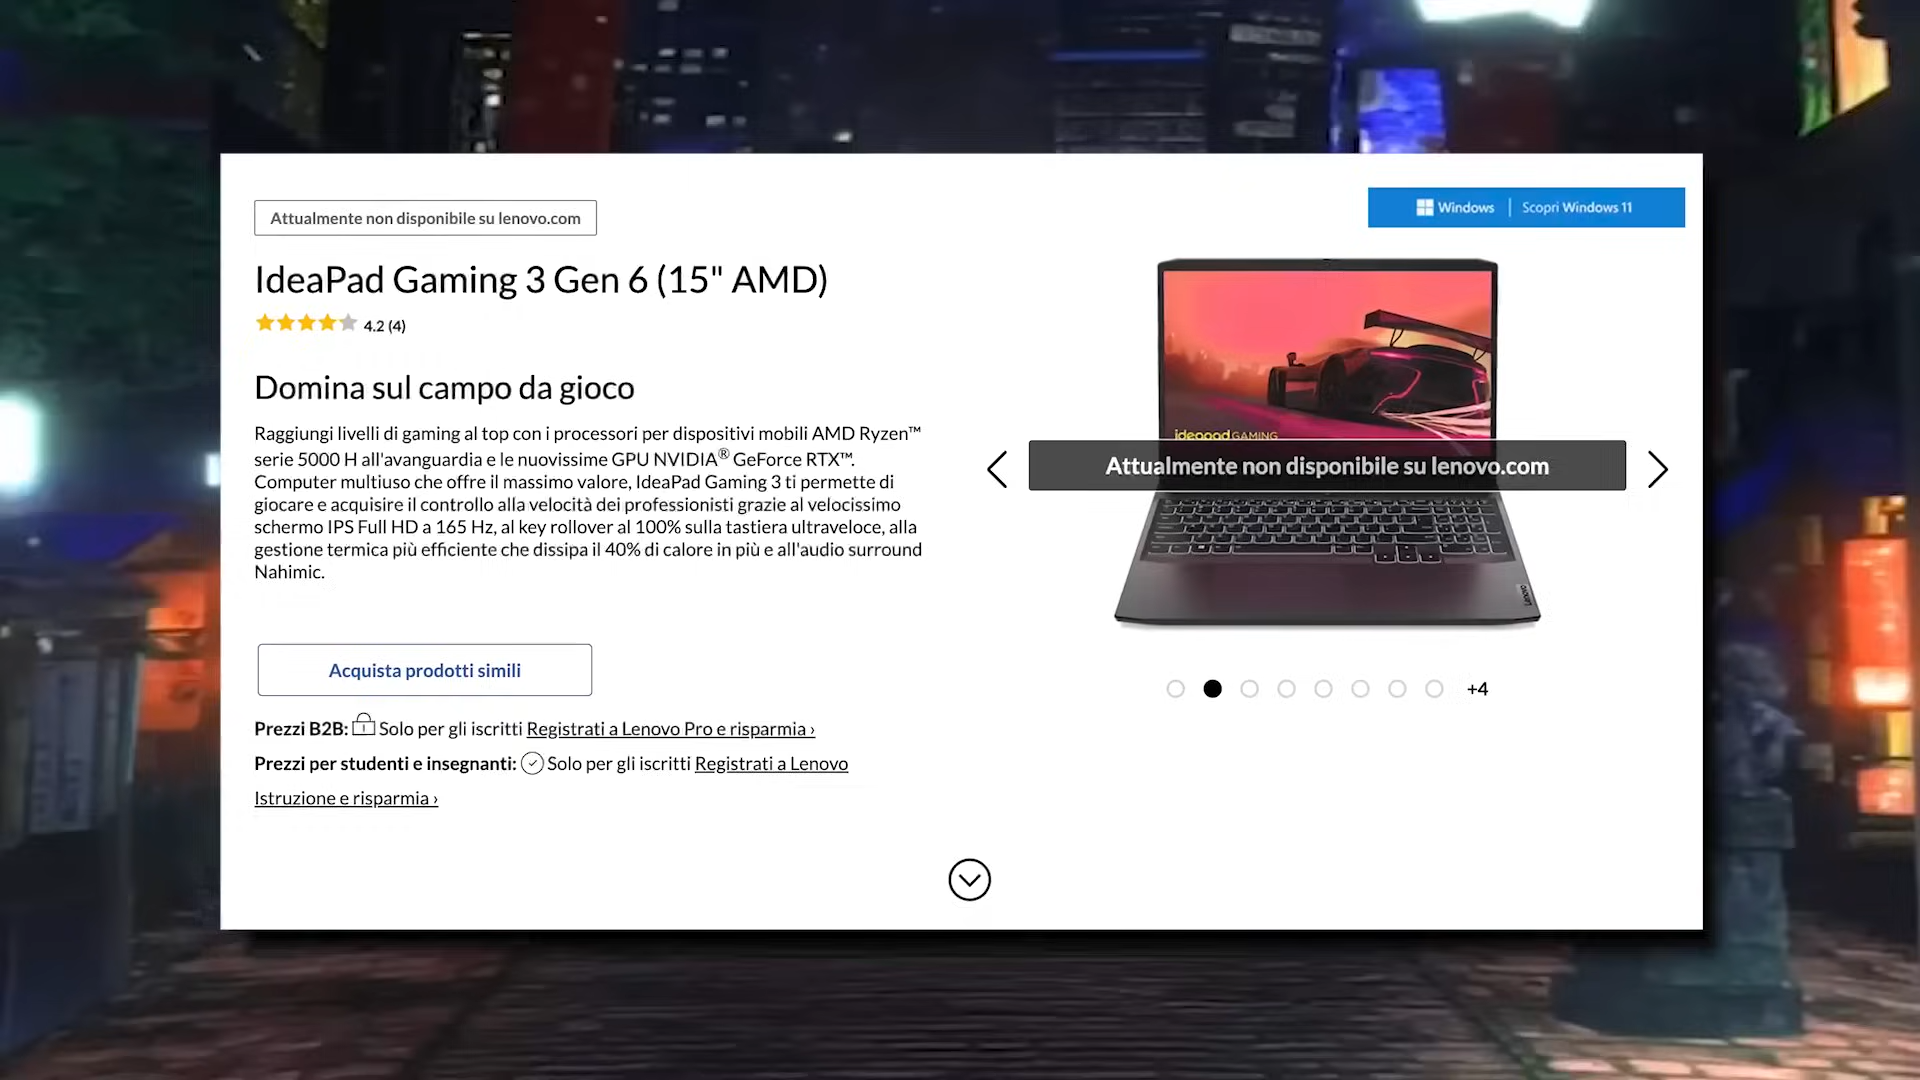 Attualmente non disponibile su lenovo.com
Windows | Scopri Windows 11
IdeaPad Gaming 3 Gen 6 (15" AMD)
4.2 (4)
Domina sul campo da gioco
Raggiungi livelli di gaming al top con i processori per dispositivi mobili AMD Ryzen™
serie 5000 H all'avanguardia e le nuovissime GPU NVIDIA® GeForce RTX™.
Computer multiuso che offre il massimo valore, IdeaPad Gaming 3 ti permette di
giocare e acquisire il controllo alla velocità dei professionisti grazie al velocissimo
schermo IPS Full HD a 165 Hz, al key rollover al 100% sulla tastiera ultraveloce, alla
gestione termica più efficiente che dissipa il 40% di calore in più e all'audio surround
Nahimic.
Acquista prodotti simili
Prezzi B2B: Solo per gli iscritti Registrati a Lenovo Pro e risparmia ›
Prezzi per studenti e insegnanti: Solo per gli iscritti Registrati a Lenovo
Istruzione e risparmia ›
ideapad GAMING
Attualmente non disponibile su lenovo.com
Lenovo
+4